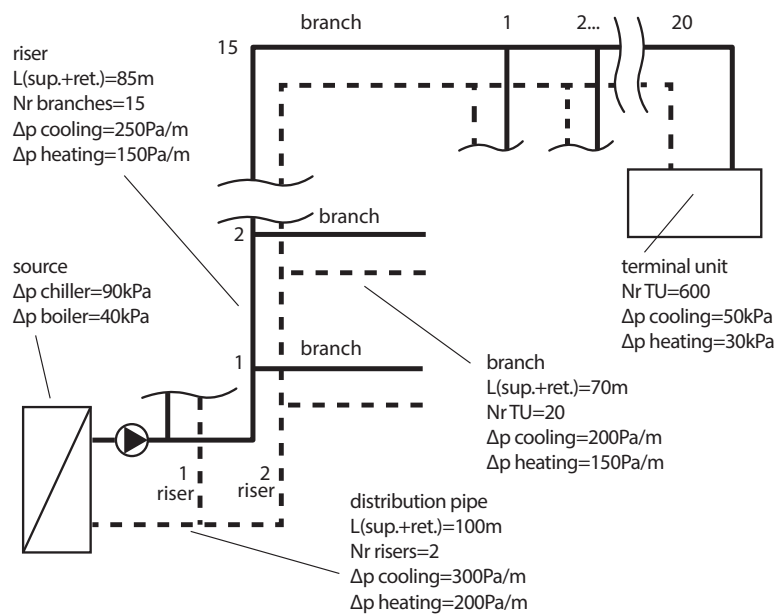 branch
15
1
2...
20
riser
L(sup.+ret.)=85m
Nr branches=15
Δp cooling=250Pa/m
Δp heating=150Pa/m
branch
2
source
Δp chiller=90kPa
Δp boiler=40kPa
terminal unit
Nr TU=600
Δp cooling=50kPa
Δp heating=30kPa
branch
1
branch
L(sup.+ret.)=70m
Nr TU=20
Δp cooling=200Pa/m
Δp heating=150Pa/m
1
riser
2
riser
distribution pipe
L(sup.+ret.)=100m
Nr risers=2
Δp cooling=300Pa/m
Δp heating=200Pa/m